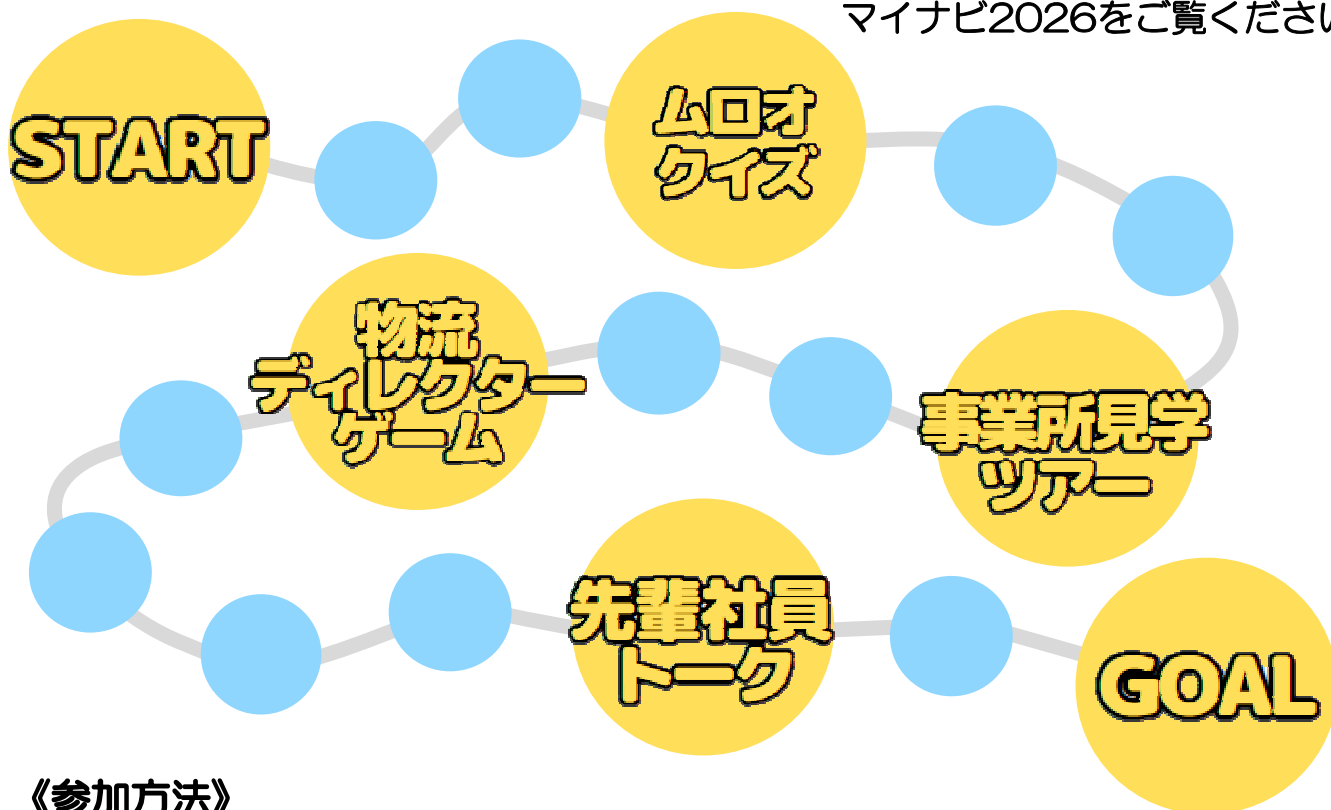 マイナビ2026をご覧ください
START
ムロオ
クイズ
物流
ディレクター
ゲーム
事業所見学
ツアー
先輩社員
トーク
GOAL
《参加方法》